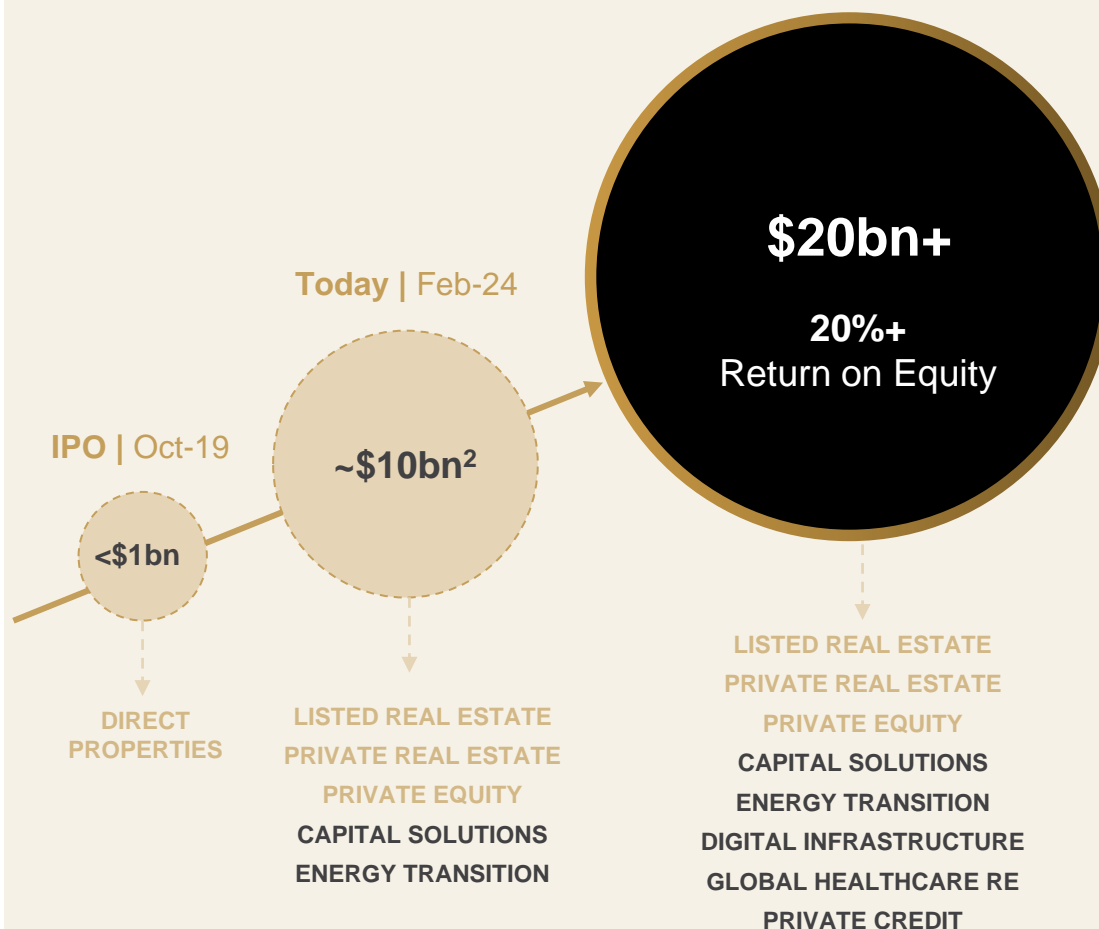 $20bn+
20%+
Return on Equity
Today | Feb-24
~$10bn²
IPO | Oct-19
<$1bn
DIRECT
PROPERTIES
LISTED REAL ESTATE
PRIVATE REAL ESTATE
PRIVATE EQUITY
CAPITAL SOLUTIONS
ENERGY TRANSITION
LISTED REAL ESTATE
PRIVATE REAL ESTATE
PRIVATE EQUITY
CAPITAL SOLUTIONS
ENERGY TRANSITION
DIGITAL INFRASTRUCTURE
GLOBAL HEALTHCARE RE
PRIVATE CREDIT